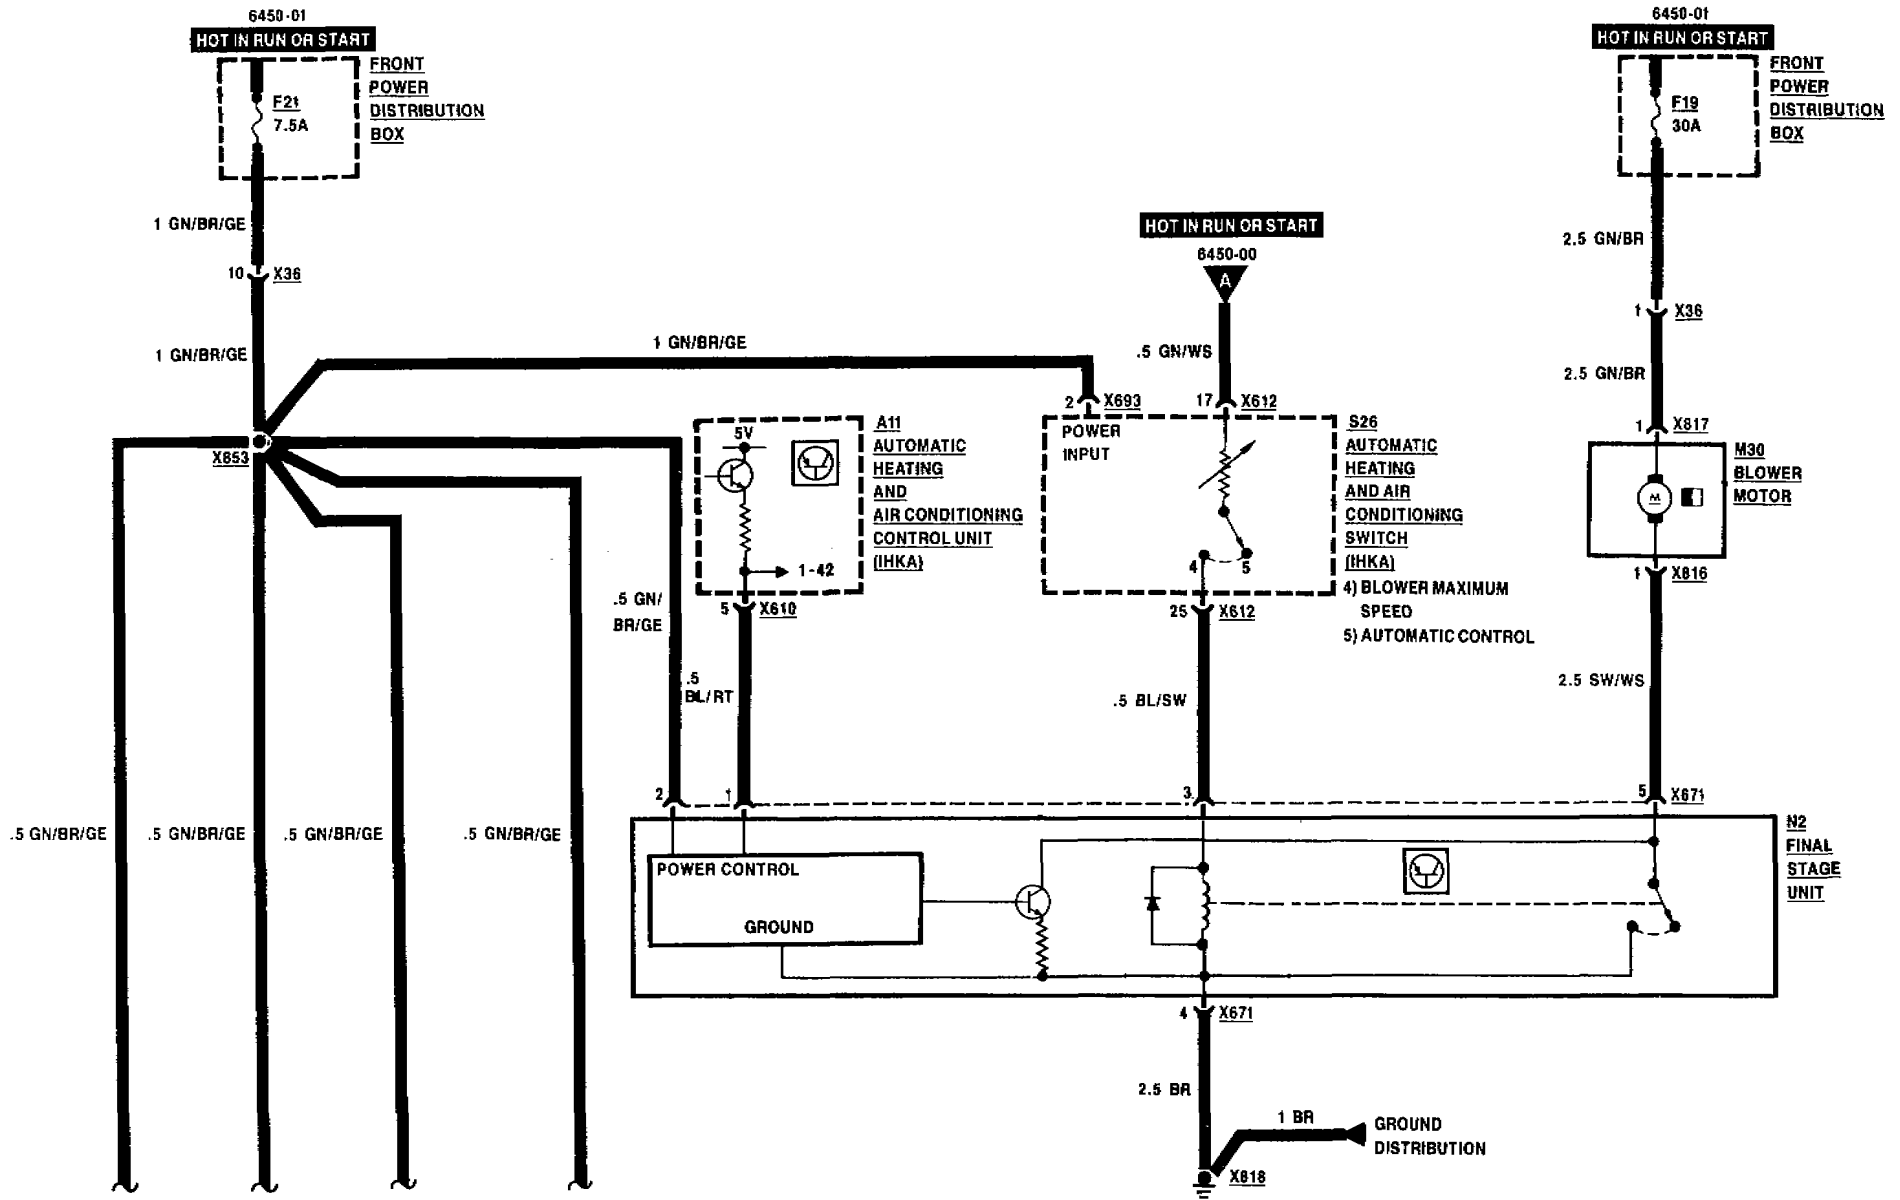 6450-01
HOT IN RUN OR START
FRONT
POWER
DISTRIBUTION
BOX
F21
7.5A
1 GN/BR/GE
10
X36
1 GN/BR/GE
X853
1 GN/BR/GE
6450-01
HOT IN RUN OR START
FRONT
POWER
DISTRIBUTION
BOX
F19
30A
2.5 GN/BR
1
X36
2.5 GN/BR
1
X817
HOT IN RUN OR START
6450-00
A
.5 GN/WS
2
X693
17
X612
POWER
INPUT
S26
AUTOMATIC
HEATING
AND AIR
CONDITIONING
SWITCH
(IHKA)
4) BLOWER MAXIMUM
SPEED
5) AUTOMATIC CONTROL
4
5
25
X612
5V
A11
AUTOMATIC
HEATING
AND
AIR CONDITIONING
CONTROL UNIT
(IHKA)
1-42
5
X610
M30
BLOWER
MOTOR
M
1
X816
.5 GN/
BR/GE
.5
BL/RT
.5 BL/SW
2.5 SW/WS
2
1
3
5
X671
.5 GN/BR/GE
.5 GN/BR/GE
.5 GN/BR/GE
.5 GN/BR/GE
N2
FINAL
STAGE
UNIT
POWER CONTROL
GROUND
4
X671
2.5 BR
1 BR
GROUND
DISTRIBUTION
X818